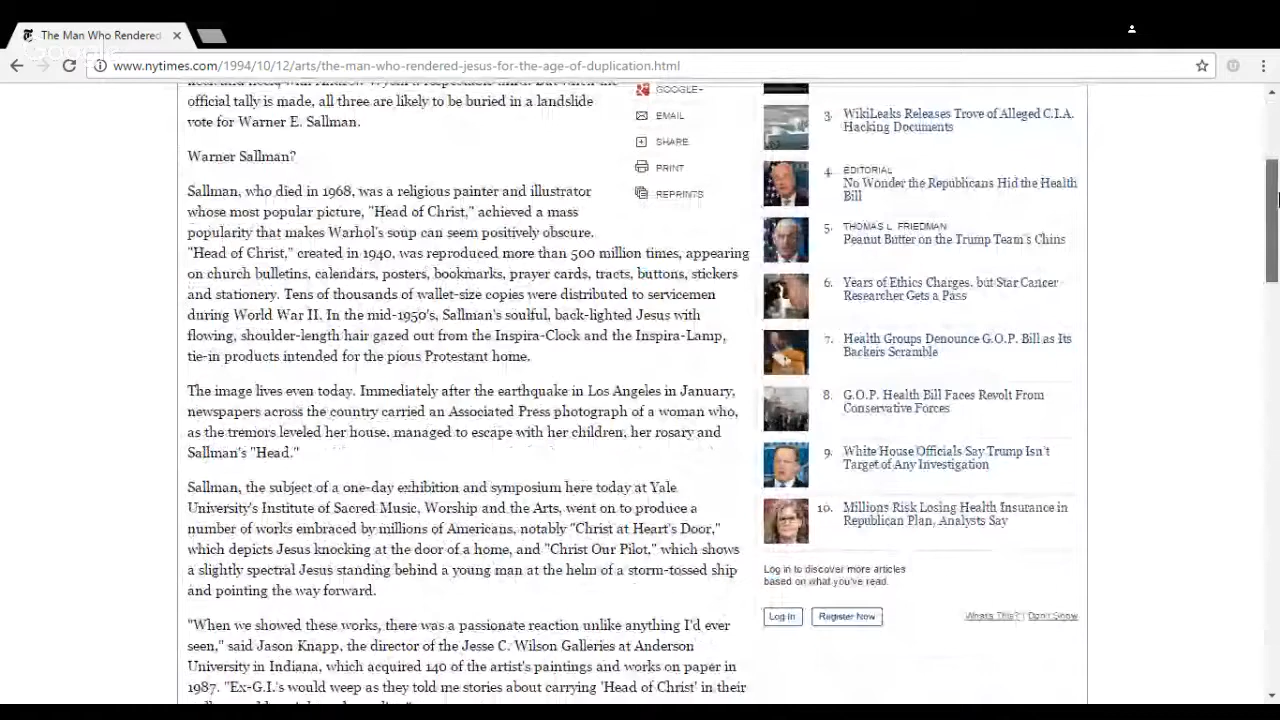 The Man Who Rendered
Google
www.nytimes.com/1994/10/12/arts/the-man-who-rendered-jesus-for-the-age-of-duplication.html
official tally is made, all three are likely to be buried in a landslide
vote for Warner E. Sallman.
Warner Sallman?
Sallman, who died in 1968, was a religious painter and illustrator
whose most popular picture, "Head of Christ," achieved a mass
popularity that makes Warhol's soup can seem positively obscure.
"Head of Christ," created in 1940, was reproduced more than 500 million times, appearing
on church bulletins, calendars, posters, bookmarks, prayer cards, tracts, buttons, stickers
and stationery. Tens of thousands of wallet-size copies were distributed to servicemen
during World War II. In the mid-1950's, Sallman's soulful, back-lighted Jesus with
flowing, shoulder-length hair gazed out from the Inspira-Clock and the Inspira-Lamp,
tie-in products intended for the pious Protestant home.
The image lives even today. Immediately after the earthquake in Los Angeles in January,
newspapers across the country carried an Associated Press photograph of a woman who,
as the tremors leveled her house, managed to escape with her children, her rosary and
Sallman's "Head."
Sallman, the subject of a one-day exhibition and symposium here today at Yale
University's Institute of Sacred Music, Worship and the Arts, went on to produce a
number of works embraced by millions of Americans, notably "Christ at Heart's Door,"
which depicts Jesus knocking at the door of a home, and "Christ Our Pilot," which shows
a slightly spectral Jesus standing behind a young man at the helm of a storm-tossed ship
and pointing the way forward.
"When we showed these works, there was a passionate reaction unlike anything I'd ever
seen," said Jason Knapp, the director of the Jesse C. Wilson Galleries at Anderson
University in Indiana, which acquired 140 of the artist's paintings and works on paper in
1987. "Ex-G.I.'s would weep as they told me stories about carrying 'Head of Christ' in their
GOOGLE+
EMAIL
SHARE
PRINT
REPRINTS
3. WikiLeaks Releases Trove of Alleged C.I.A.
Hacking Documents
4. EDITORIAL
No Wonder the Republicans Hid the Health
Bill
5. THOMAS L. FRIEDMAN
Peanut Butter on the Trump Team's Chins
6. Years of Ethics Charges, but Star Cancer
Researcher Gets a Pass
7. Health Groups Denounce G.O.P. Bill as Its
Backers Scramble
8. G.O.P. Health Bill Faces Revolt From
Conservative Forces
9. White House Officials Say Trump Isn't
Target of Any Investigation
10. Millions Risk Losing Health Insurance in
Republican Plan, Analysts Say
Log in to discover more articles
based on what you've read.
Log In
Register Now
What's This? | Don't Show